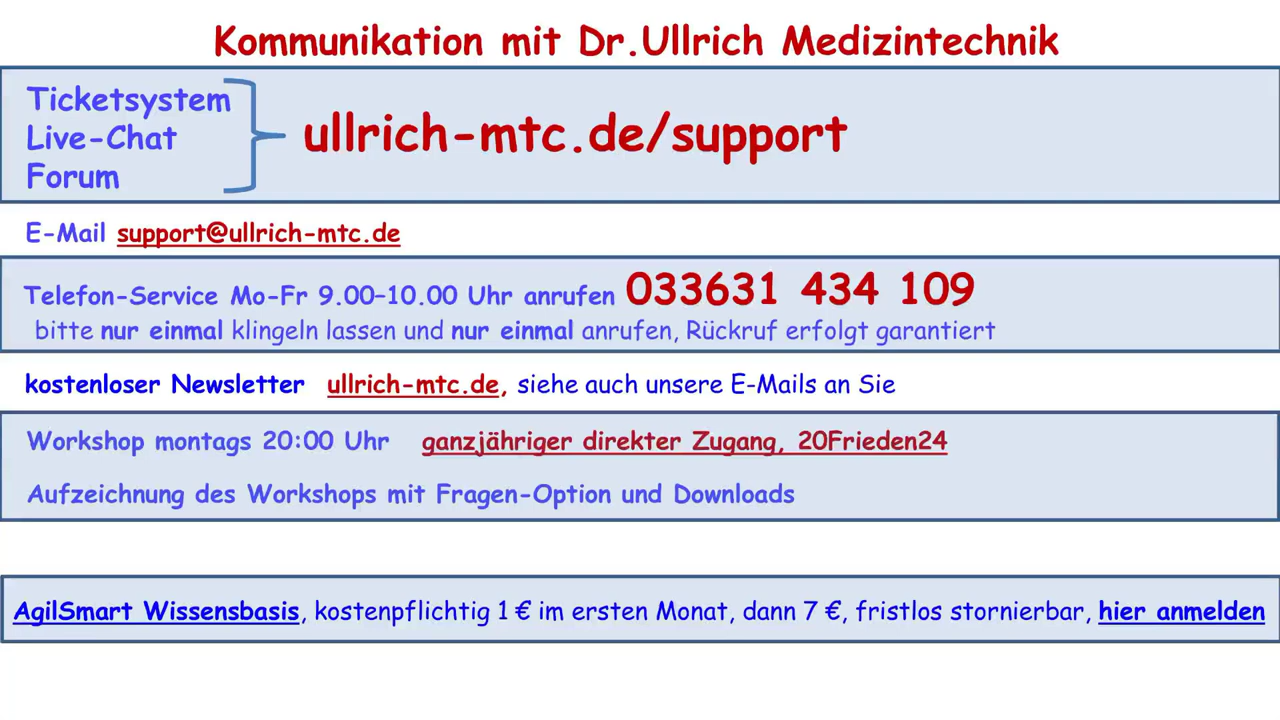 Kommunikation mit Dr.Ullrich Medizintechnik
Ticketsystem
Live-Chat
Forum
ullrich-mtc.de/support
E-Mail support@ullrich-mtc.de
Telefon-Service Mo-Fr 9.00–10.00 Uhr anrufen 033631 434 109
bitte nur einmal klingeln lassen und nur einmal anrufen, Rückruf erfolgt garantiert
kostenloser Newsletter ullrich-mtc.de, siehe auch unsere E-Mails an Sie
Workshop montags 20:00 Uhr ganzjähriger direkter Zugang, 20Frieden24
Aufzeichnung des Workshops mit Fragen-Option und Downloads
AgilSmart Wissensbasis, kostenpflichtig 1 € im ersten Monat, dann 7 €, fristlos stornierbar, hier anmelden